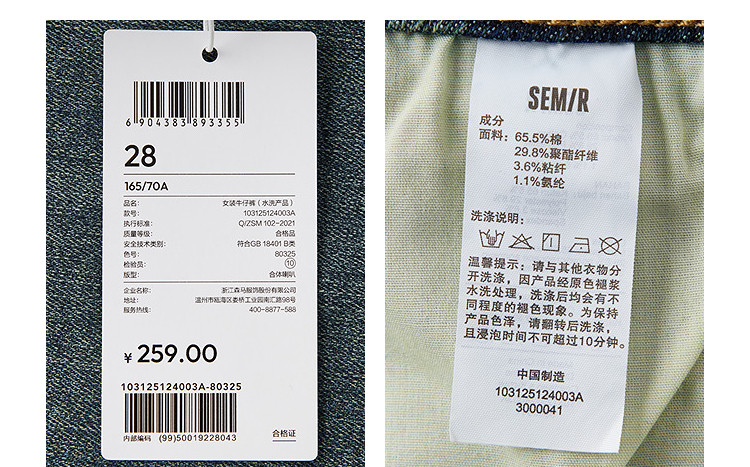 6 904383 893355
28
165/70A
品名: 女装牛仔裤（水洗产品）
款号: 103125124003A
执行标准: Q/ZSM 102-2021
质量等级: 合格品
安全技术类别: 符合GB 18401 B类
色号: 80325
检验员: 10
版型: 合体喇叭
企业名称: 浙江森马服饰股份有限公司
地址: 温州市瓯海区娄桥工业园南汇路98号
服务热线: 400-8877-588
¥ 259.00
103125124003A-80325
内部编码 (99)50019228043
合格证
SEM/R
成分
面料: 65.5%棉
29.8%聚酯纤维
3.6%粘纤
1.1%氨纶
洗涤说明:
温馨提示: 请与其他衣物分
开洗涤, 因产品经原色褪浆
水洗处理, 洗涤后均会有不
同程度的褪色现象。为保持
产品色泽, 请翻转后洗涤,
且浸泡时间不可超过10分钟。
中国制造
103125124003A
3000041